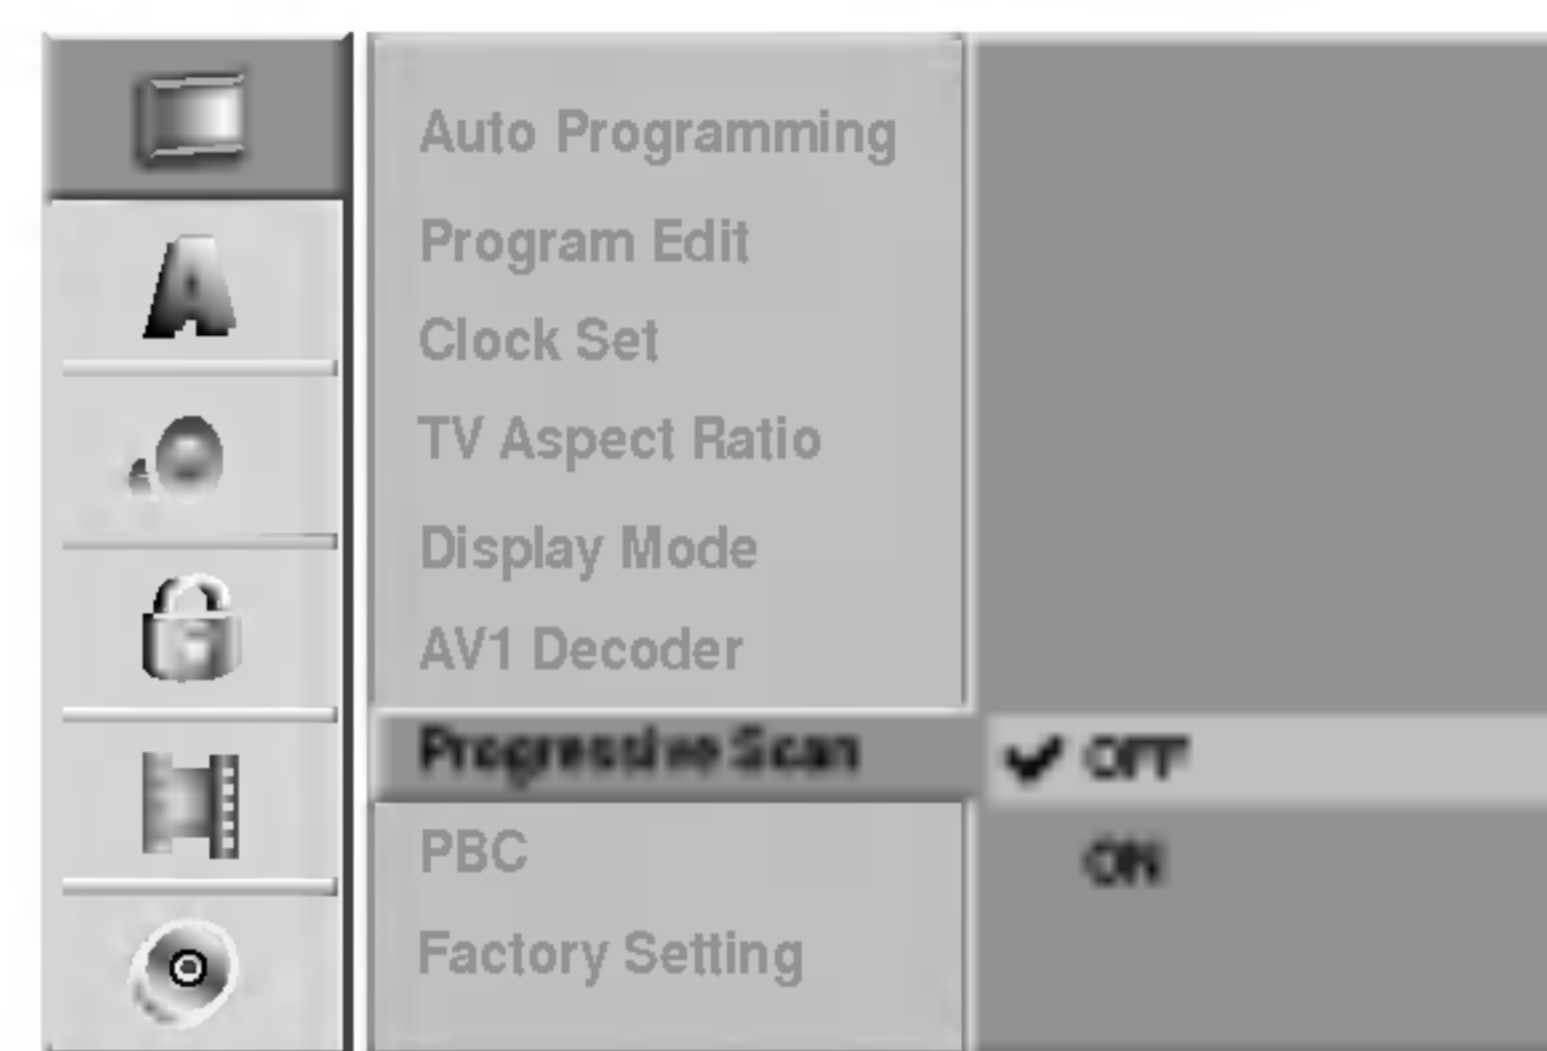 A
Auto Programming
Program Edit
Clock Set
TV Aspect Ratio
Display Mode
AV1 Decoder
Progressive Scan
OFF
ON
PBC
Factory Setting